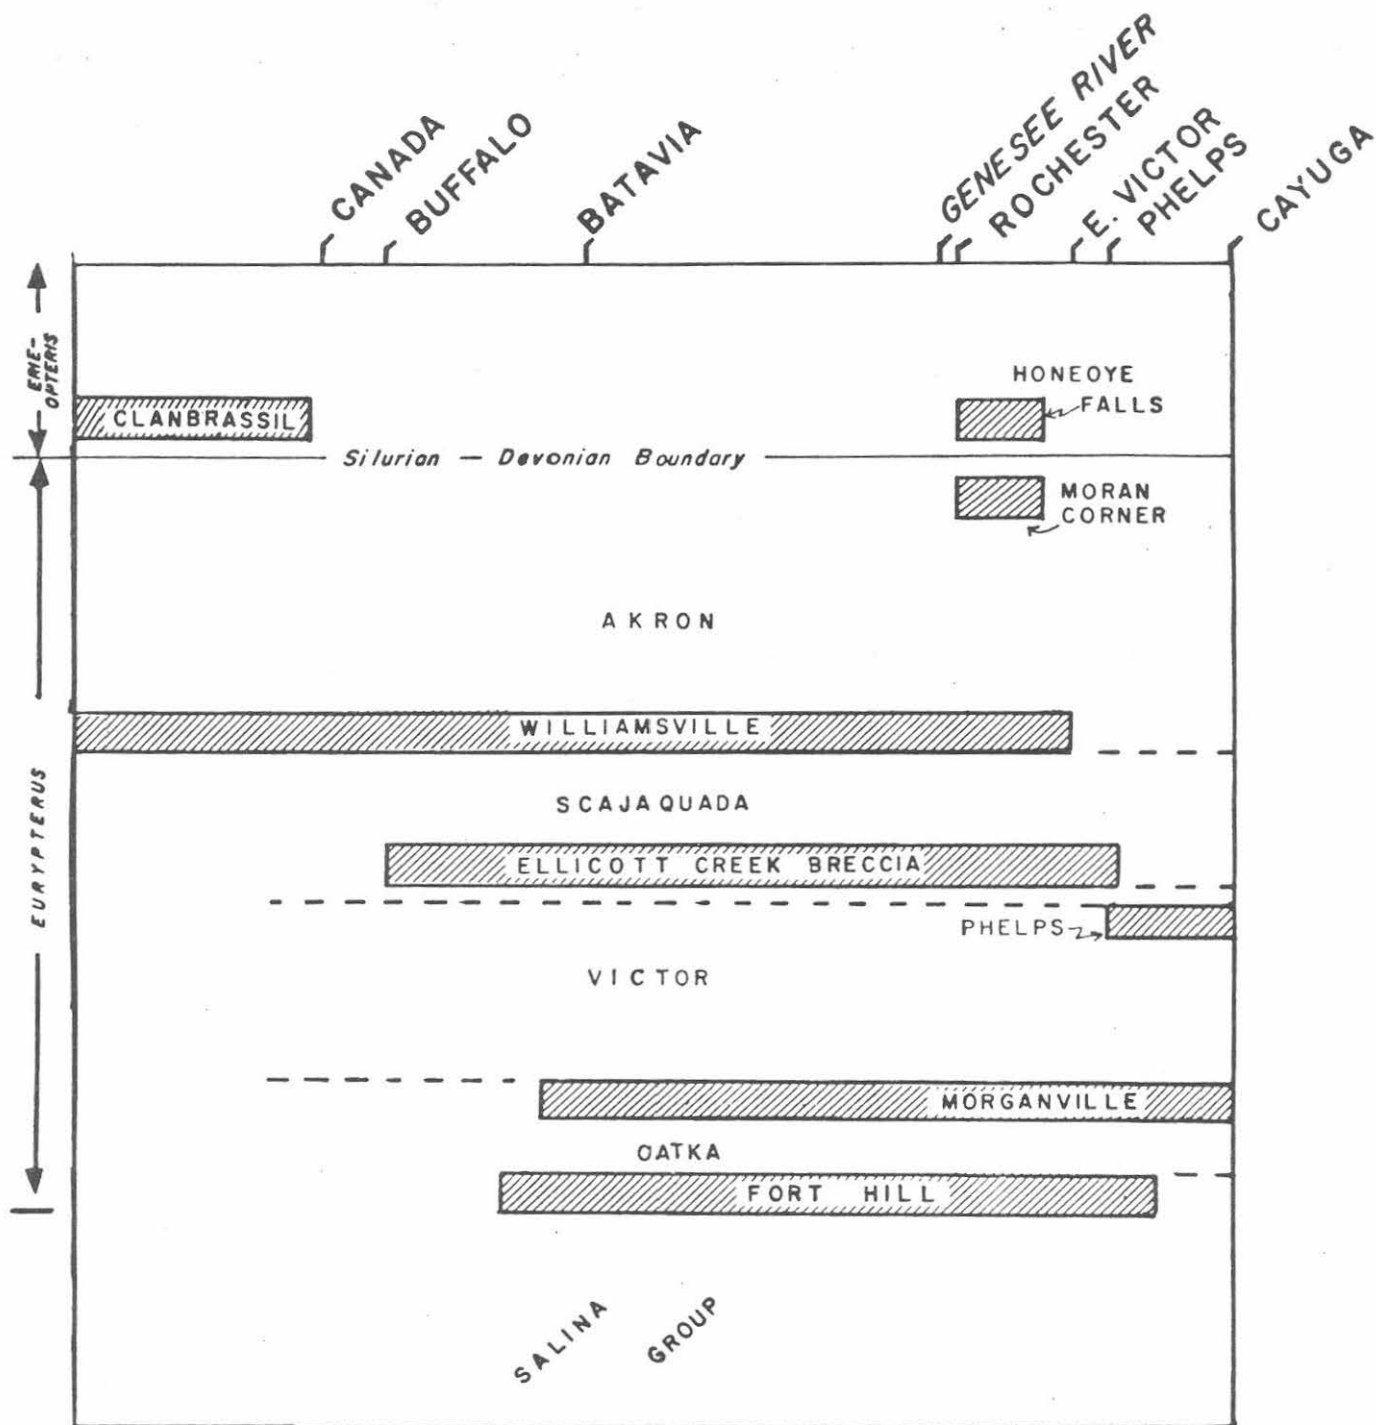 CANADA
BUFFALO
BATAVIA
GENESEE RIVER
ROCHESTER
E. VICTOR
PHELPS
CAYUGA
ERIE-
OPTERIS
HONEOYE
FALLS
CLANBRASSIL
Silurian — Devonian Boundary
MORAN
CORNER
AKRON
WILLIAMSVILLE
EURYPTERUS
SCAJAQUADA
ELLICOTT CREEK BRECCIA
PHELPS
VICTOR
MORGANVILLE
OATKA
FORT HILL
SALINA GROUP